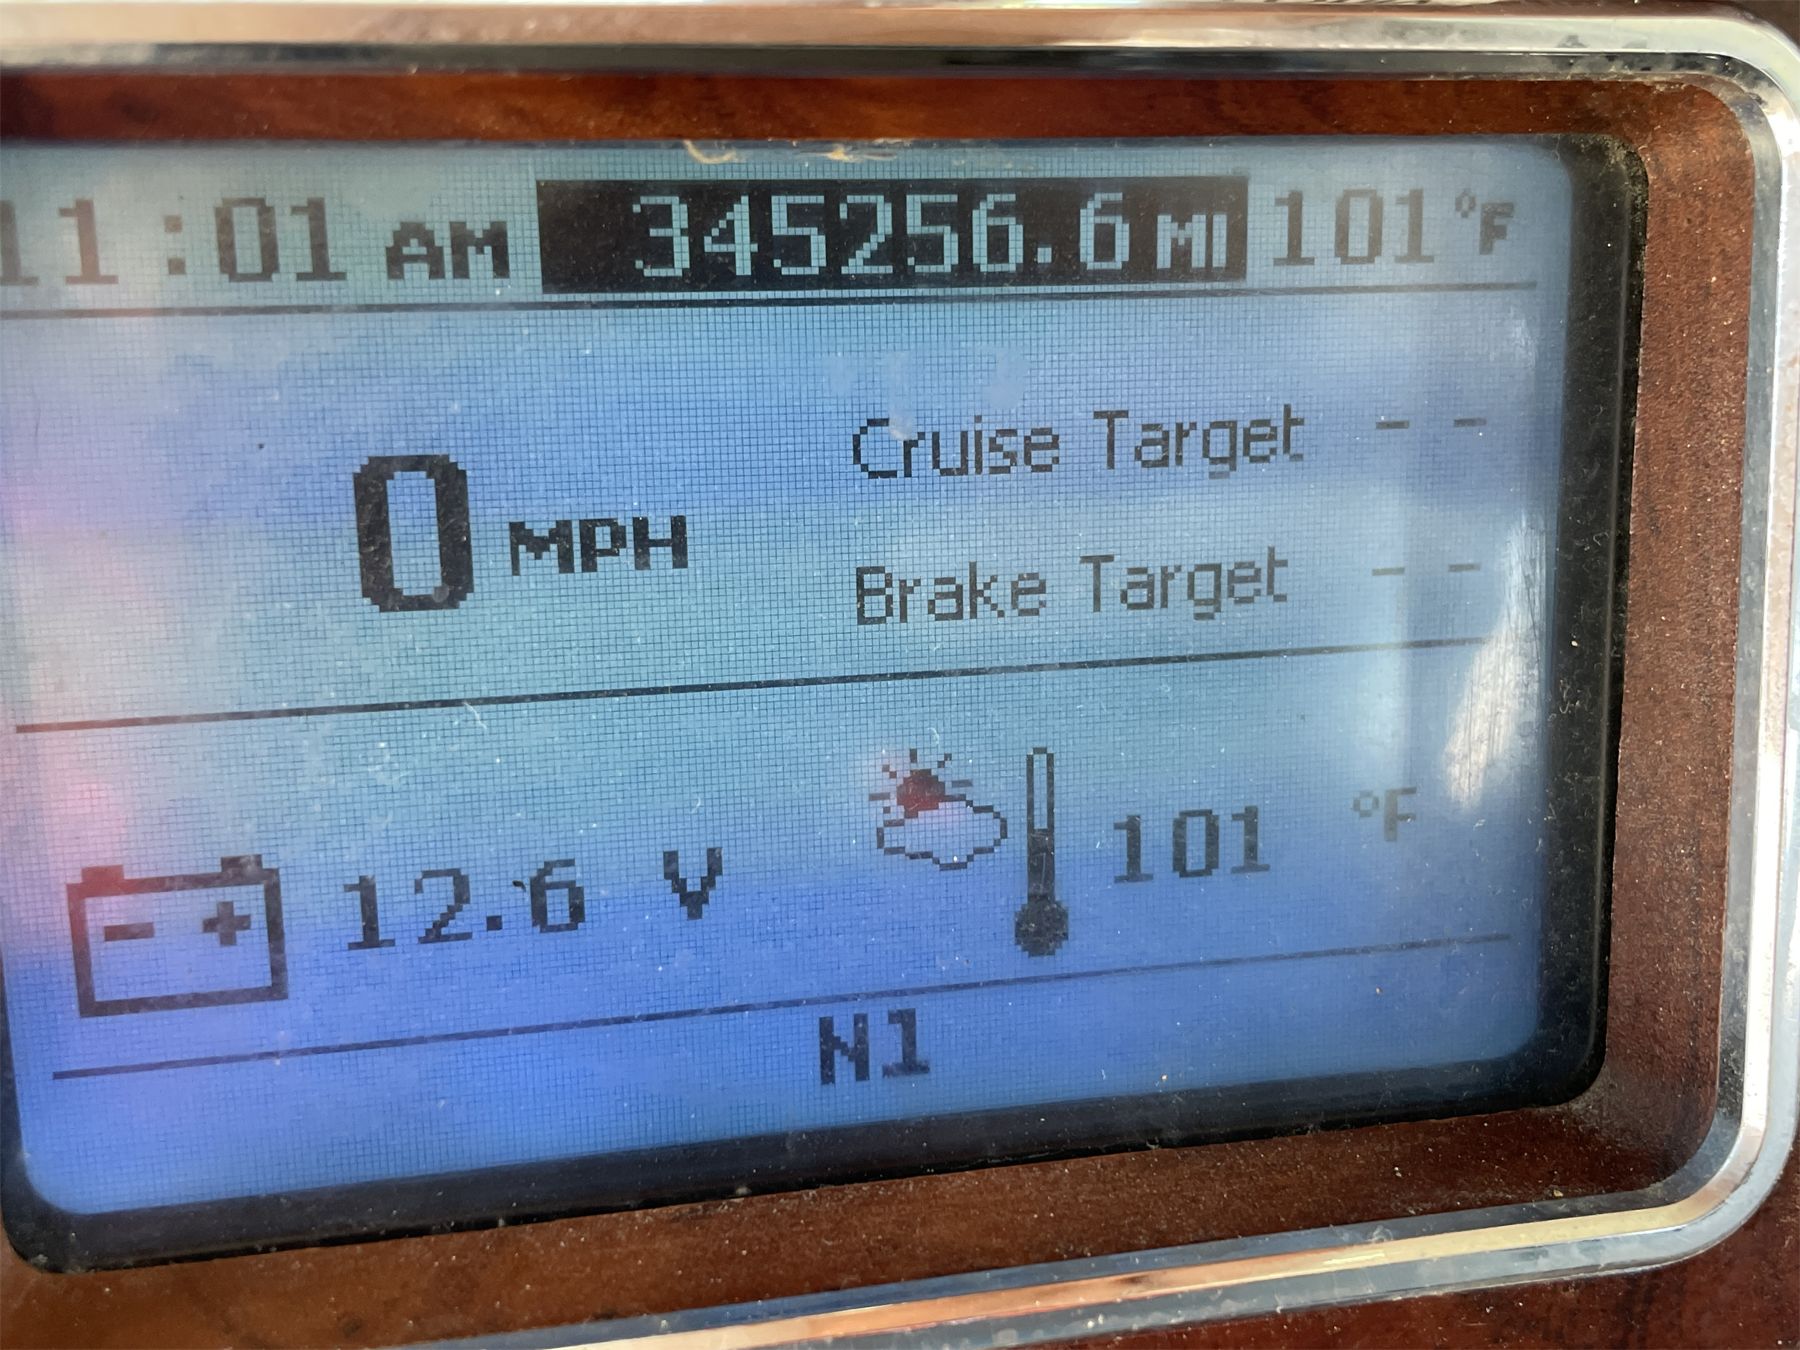 11:01 AM 345256.6 MI 101 °F
Cruise Target - -
0 MPH
Brake Target - -
- + 12.6 V 101 °F
N1